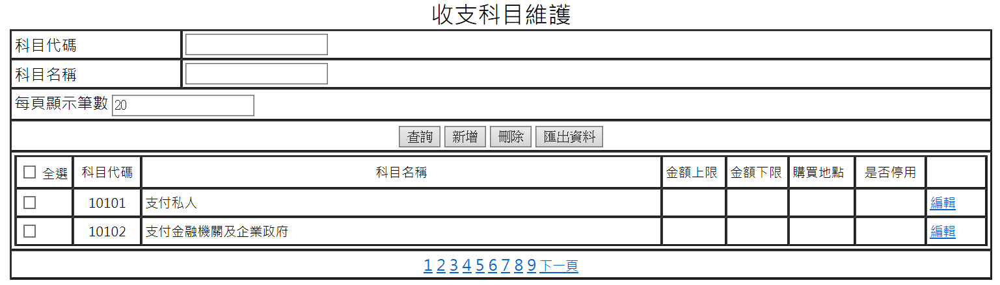 收支科目維護
科目代碼
科目名稱
每頁顯示筆數 20
查詢 新增 刪除 匯出資料
全選 科目代碼 科目名稱 金額上限 金額下限 購買地點 是否停用
10101 支付私人 編輯
10102 支付金融機關及企業政府 編輯
1 2 3 4 5 6 7 8 9 下一頁